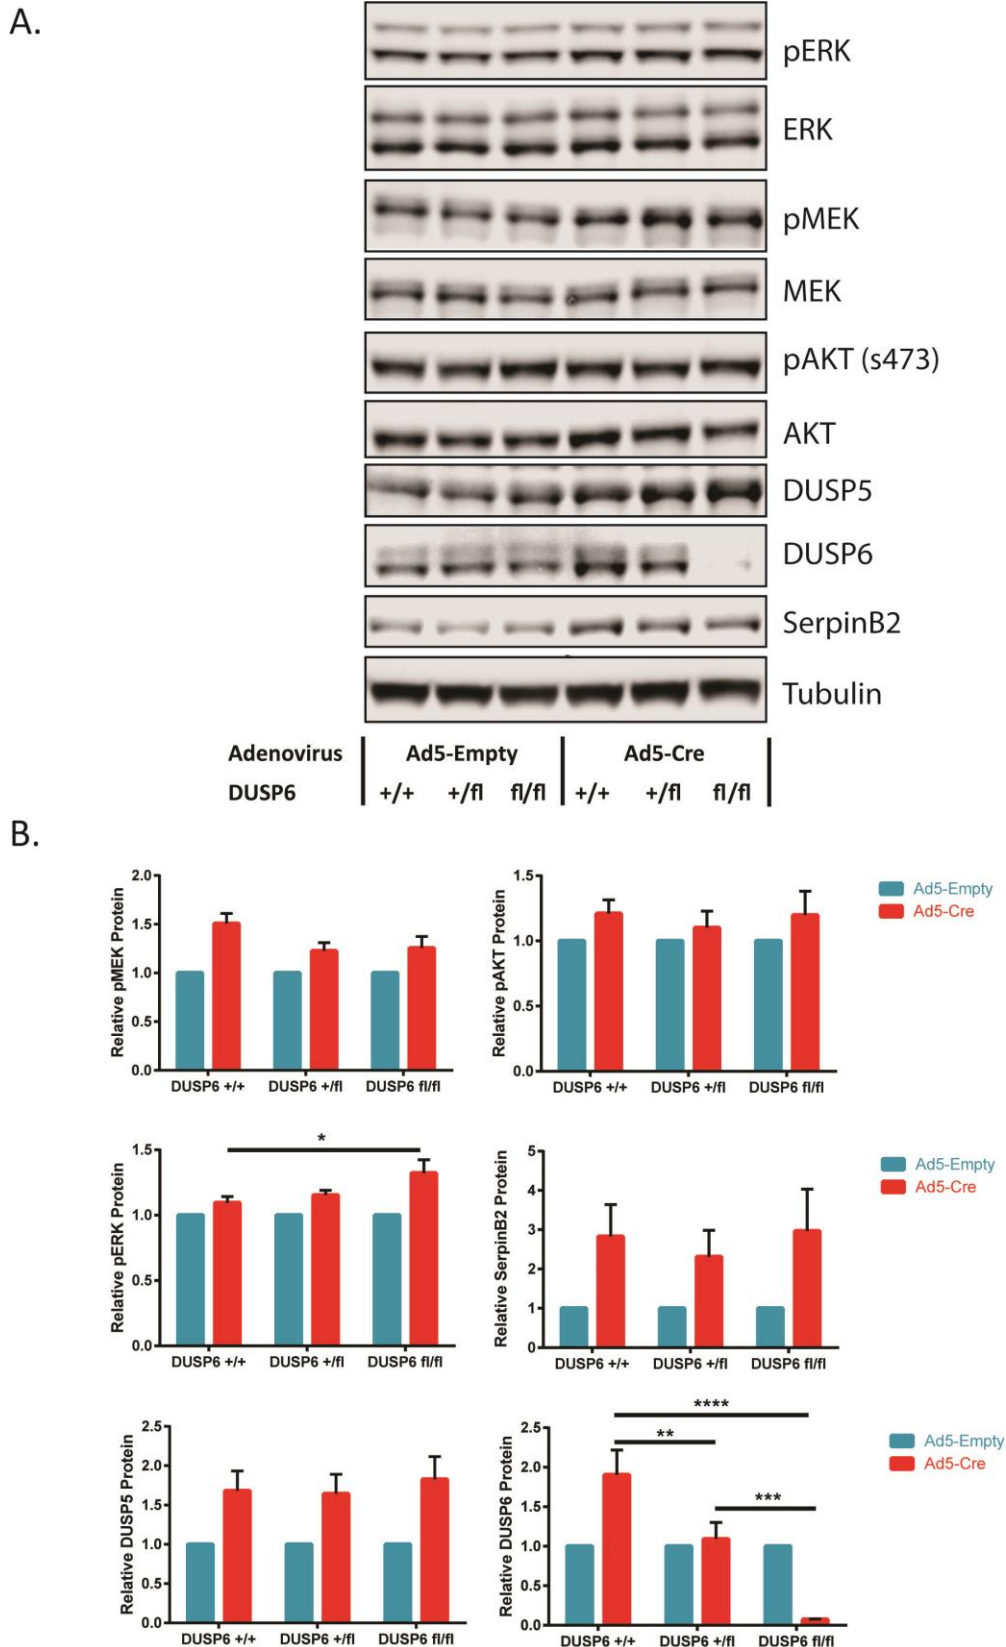 A.
pERK
ERK
pMEK
MEK
pAKT (s473)
AKT
DUSP5
DUSP6
SerpinB2
Tubulin
Adenovirus Ad5-Empty Ad5-Cre
DUSP6 +/+ +/fl fl/fl +/+ +/fl fl/fl
B.
Relative pMEK Protein
2.0
1.5
1.0
0.5
0.0
DUSP6 +/+ DUSP6 +/fl DUSP6 fl/fl
Relative pAKT Protein
1.5
1.0
0.5
0.0
DUSP6 +/+ DUSP6 +/fl DUSP6 fl/fl
Ad5-Empty
Ad5-Cre
Relative pERK Protein
1.5
1.0
0.5
0.0
*
DUSP6 +/+ DUSP6 +/fl DUSP6 fl/fl
Relative SerpinB2 Protein
5
4
3
2
1
0
DUSP6 +/+ DUSP6 +/fl DUSP6 fl/fl
Ad5-Empty
Ad5-Cre
Relative DUSP5 Protein
2.5
2.0
1.5
1.0
0.5
0.0
DUSP6 +/+ DUSP6 +/fl DUSP6 fl/fl
Relative DUSP6 Protein
2.5
2.0
1.5
1.0
0.5
0.0
****
**
***
DUSP6 +/+ DUSP6 +/fl DUSP6 fl/fl
Ad5-Empty
Ad5-Cre